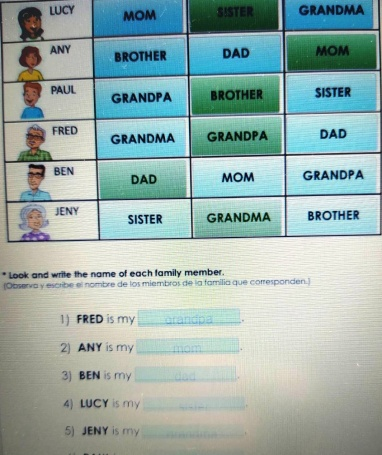 LUCY MOM SISTER GRANDMA
ANY BROTHER DAD MOM
PAUL GRANDPA BROTHER SISTER
FRED GRANDMA GRANDPA DAD
BEN DAD MOM GRANDPA
JENY SISTER GRANDMA BROTHER
* Look and write the name of each family member.
(Observa y escribe el nombre de los miembros de la familia que corresponden.)
1) FRED is my grandpa.
2) ANY is my mom.
3) BEN is my dad.
4) LUCY is my .
5) JENY is my .